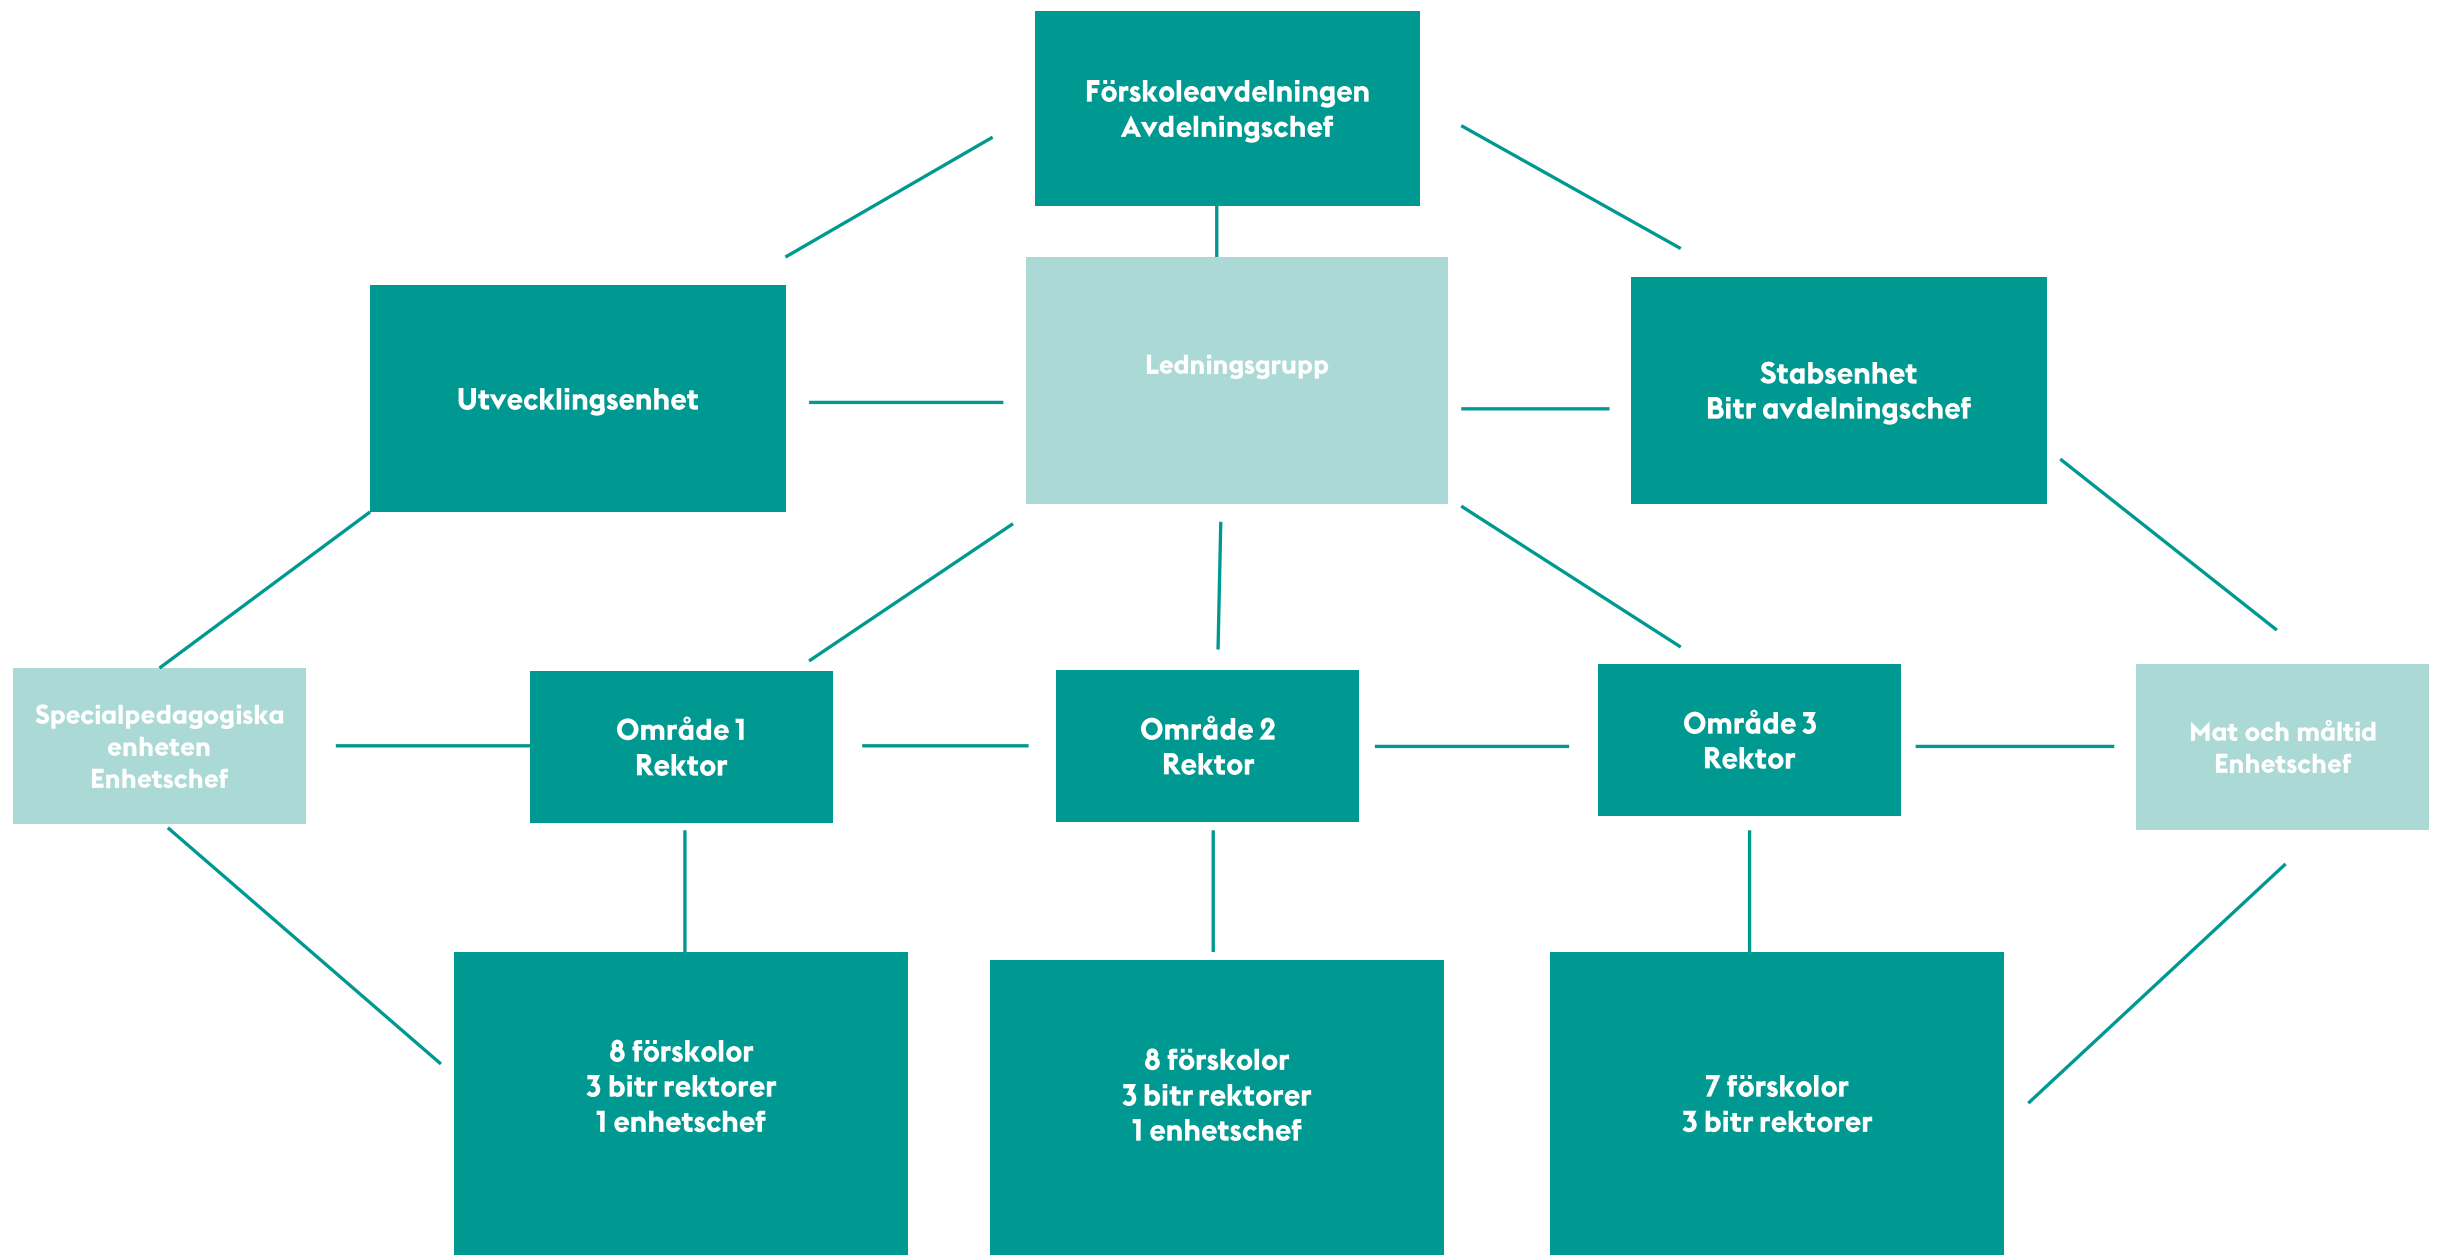 Förskoleavdelningen
Avdelningschef
Utvecklingsenhet
Ledningsgrupp
Stabsenhet
Bitr avdelningschef
Specialpedagogiska
enheten
Enhetschef
Område 1
Rektor
Område 2
Rektor
Område 3
Rektor
Mat och måltid
Enhetschef
8 förskolor
3 bitr rektorer
1 enhetschef
8 förskolor
3 bitr rektorer
1 enhetschef
7 förskolor
3 bitr rektorer